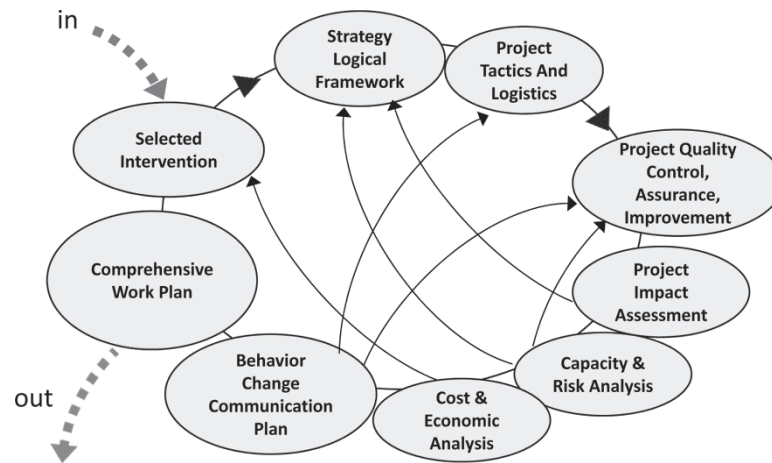 in
Strategy
Logical
Framework
Project
Tactics And
Logistics
Selected
Intervention
Project Quality
Control,
Assurance,
Improvement
Comprehensive
Work Plan
Project
Impact
Assessment
Behavior
Change
Communication
Plan
Capacity &
Risk Analysis
Cost &
Economic
Analysis
out